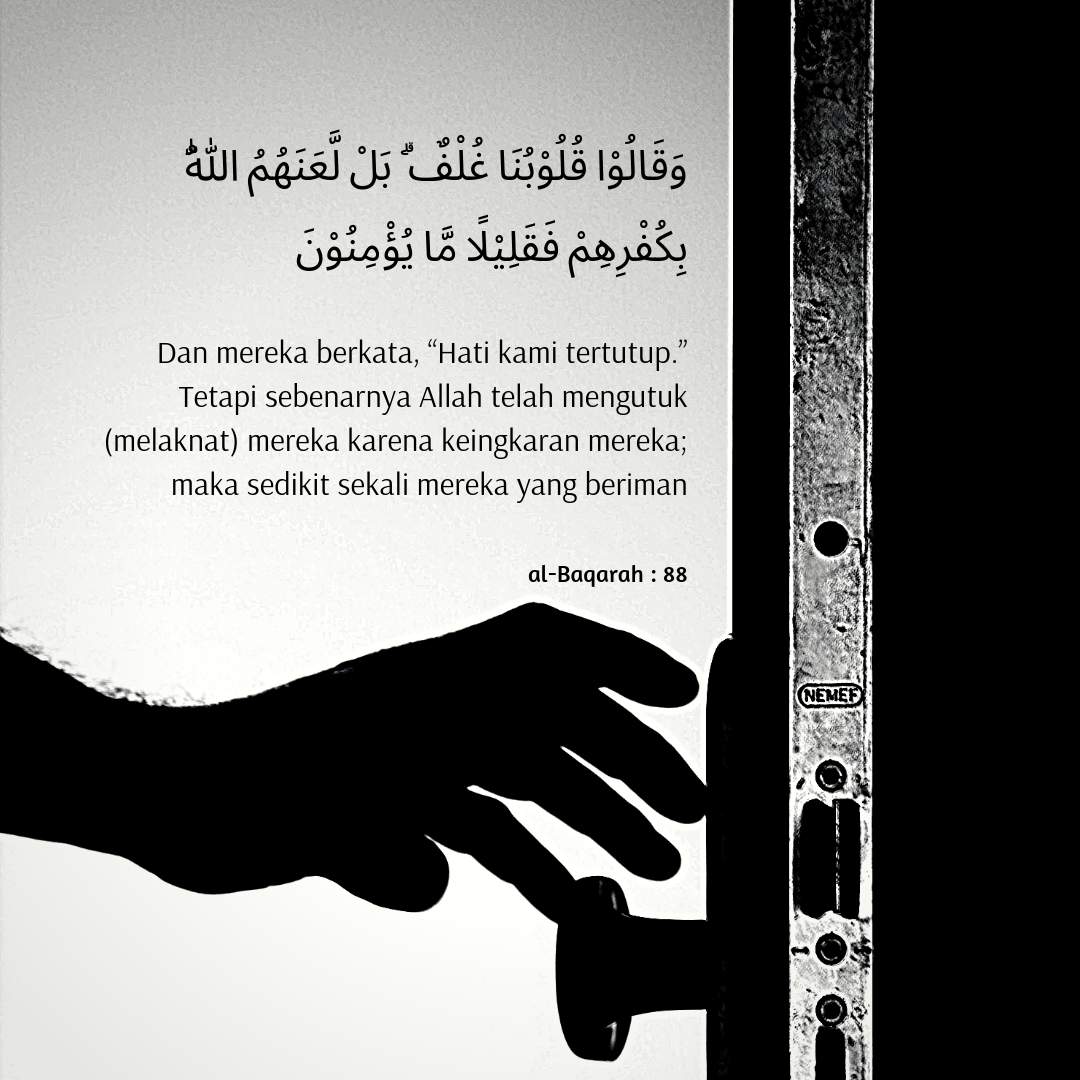 وَقَالُوْا قُلُوْبُنَا غُلْفٌ ۗ بَلْ لَّعَنَهُمُ اللّٰهُ
بِكُفْرِهِمْ فَقَلِيْلًا مَّا يُؤْمِنُوْنَ
Dan mereka berkata, “Hati kami tertutup.”
Tetapi sebenarnya Allah telah mengutuk
(melaknat) mereka karena keingkaran mereka;
maka sedikit sekali mereka yang beriman
al-Baqarah : 88
NEMEF